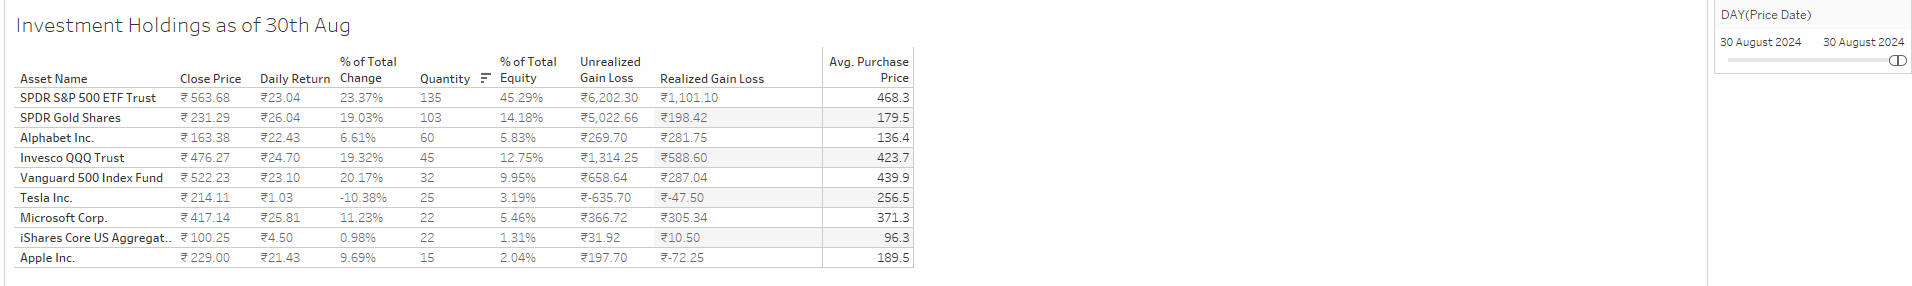 Investment Holdings as of 30th Aug
DAY(Price Date)
30 August 2024 30 August 2024
Asset Name Close Price Daily Return % of Total Change Quantity % of Total Equity Unrealized Gain Loss Realized Gain Loss Avg. Purchase Price
SPDR S&P 500 ETF Trust ₹ 563.68 ₹23.04 23.37% 135 45.29% ₹6,202.30 ₹1,101.10 468.3
SPDR Gold Shares ₹ 231.29 ₹26.04 19.03% 103 14.18% ₹5,022.66 ₹198.42 179.5
Alphabet Inc. ₹ 163.38 ₹22.43 6.61% 60 5.83% ₹269.70 ₹281.75 136.4
Invesco QQQ Trust ₹ 476.27 ₹24.70 19.32% 45 12.75% ₹1,314.25 ₹588.60 423.7
Vanguard 500 Index Fund ₹ 522.23 ₹23.10 20.17% 32 9.95% ₹658.64 ₹287.04 439.9
Tesla Inc. ₹ 214.11 ₹1.03 -10.38% 25 3.19% ₹-635.70 ₹-47.50 256.5
Microsoft Corp. ₹ 417.14 ₹25.81 11.23% 22 5.46% ₹366.72 ₹305.34 371.3
iShares Core US Aggregat.. ₹ 100.25 ₹4.50 0.98% 22 1.31% ₹31.92 ₹10.50 96.3
Apple Inc. ₹ 229.00 ₹21.43 9.69% 15 2.04% ₹197.70 ₹-72.25 189.5